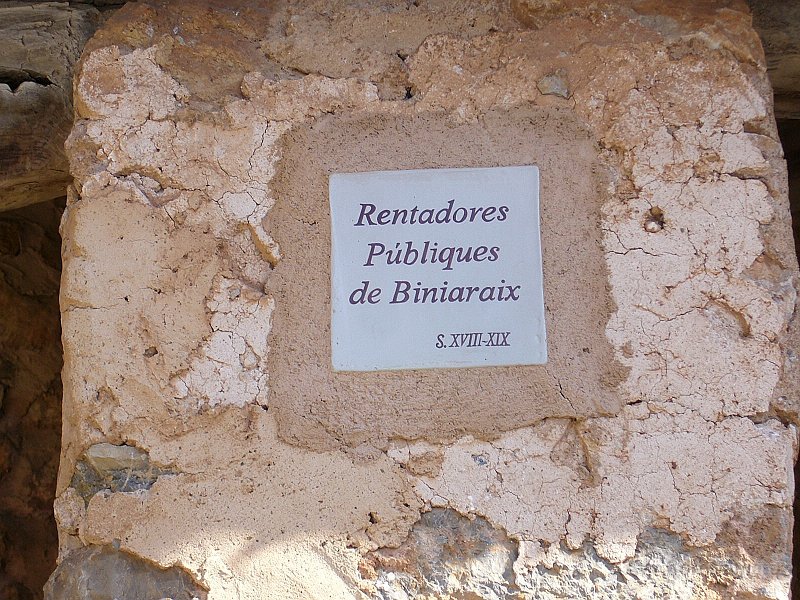 Rentadores
Públiques
de Biniaraix
S. XVIII-XIX